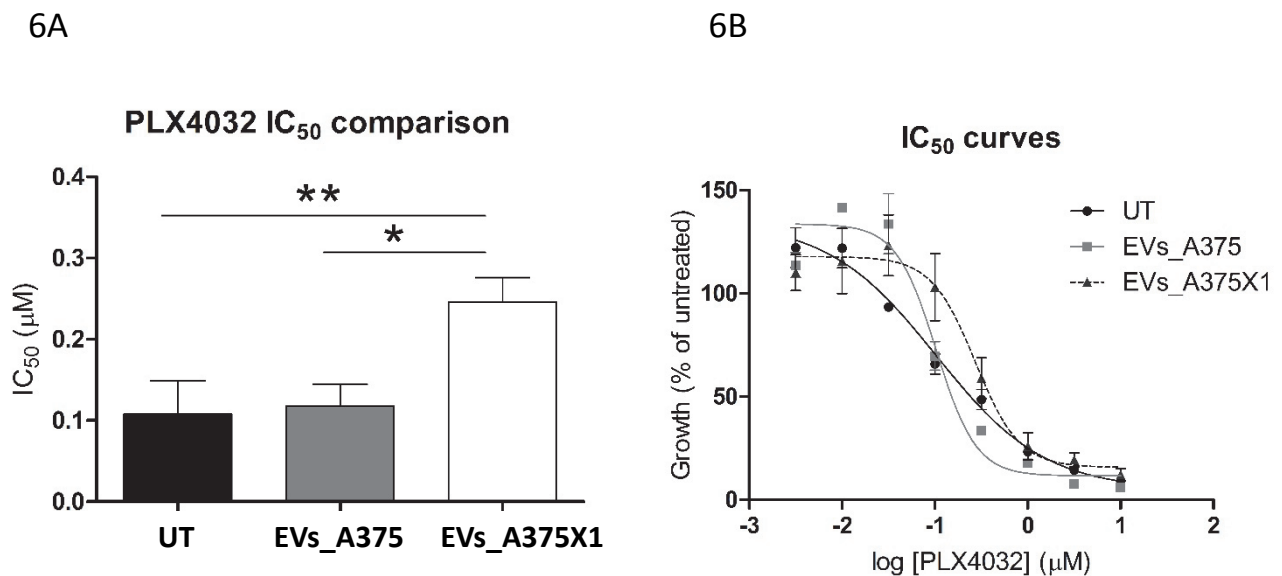 6A
6B
PLX4032 IC50 comparison
**
*
IC50 (μM)
0.4
0.3
0.2
0.1
0.0
UT
EVs_A375
EVs_A375X1
IC50 curves
UT
EVs_A375
EVs_A375X1
Growth (% of untreated)
150
100
50
0
-3 -2 -1 0 1 2
log [PLX4032] (μM)